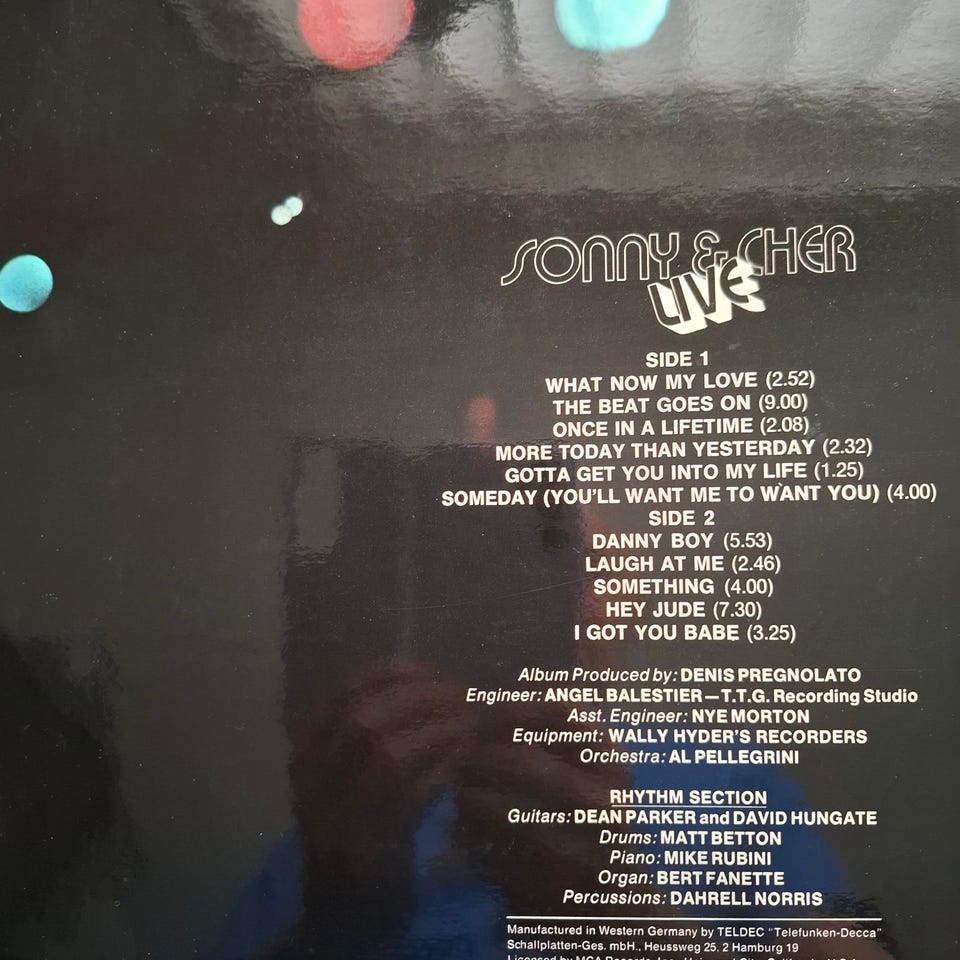 SONNY & CHER
LIVE
SIDE 1
WHAT NOW MY LOVE (2.52)
THE BEAT GOES ON (9.00)
ONCE IN A LIFETIME (2.08)
MORE TODAY THAN YESTERDAY (2.32)
GOTTA GET YOU INTO MY LIFE (1.25)
SOMEDAY (YOU'LL WANT ME TO WANT YOU) (4.00)
SIDE 2
DANNY BOY (5.53)
LAUGH AT ME (2.46)
SOMETHING (4.00)
HEY JUDE (7.30)
I GOT YOU BABE (3.25)
Album Produced by: DENIS PREGNOLATO
Engineer: ANGEL BALESTIER—T.T.G. Recording Studio
Asst. Engineer: NYE MORTON
Equipment: WALLY HYDER'S RECORDERS
Orchestra: AL PELLEGRINI
RHYTHM SECTION
Guitars: DEAN PARKER and DAVID HUNGATE
Drums: MATT BETTON
Piano: MIKE RUBINI
Organ: BERT FANETTE
Percussions: DAHRELL NORRIS
Manufactured in Western Germany by TELDEC "Telefunken-Decca"
Schallplatten-Ges. mbH., Heussweg 25, 2 Hamburg 19